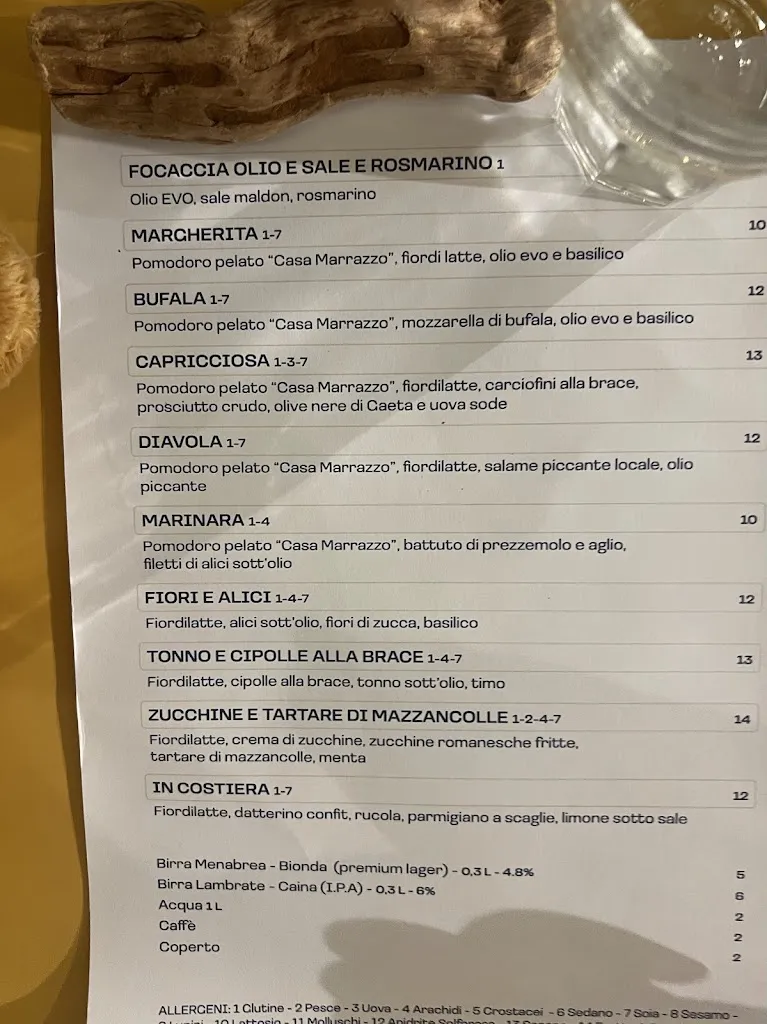 FOCACCIA OLIO E SALE E ROSMARINO 1
Olio EVO, sale maldon, rosmarino
MARGHERITA 1-7 10
Pomodoro pelato “Casa Marrazzo”, fiordi latte, olio evo e basilico
BUFALA 1-7 12
Pomodoro pelato “Casa Marrazzo”, mozzarella di bufala, olio evo e basilico
CAPRICCIOSA 1-3-7 13
Pomodoro pelato “Casa Marrazzo”, fiordilatte, carciofini alla brace,
prosciutto crudo, olive nere di Gaeta e uova sode
DIAVOLA 1-7 12
Pomodoro pelato “Casa Marrazzo”, fiordilatte, salame piccante locale, olio
piccante
MARINARA 1-4 10
Pomodoro pelato “Casa Marrazzo”, battuto di prezzemolo e aglio,
filetti di alici sott'olio
FIORI E ALICI 1-4-7 12
Fiordilatte, alici sott'olio, fiori di zucca, basilico
TONNO E CIPOLLE ALLA BRACE 1-4-7 13
Fiordilatte, cipolle alla brace, tonno sott'olio, timo
ZUCCHINE E TARTARE DI MAZZANCOLLE 1-2-4-7 14
Fiordilatte, crema di zucchine, zucchine romanesche fritte,
tartare di mazzancolle, menta
IN COSTIERA 1-7 12
Fiordilatte, datterino confit, rucola, parmigiano a scaglie, limone sotto sale
Birra Menabrea - Bionda (premium lager) - 0,3 L - 4.8% 5
Birra Lambrate - Caina (I.P.A) - 0,3 L - 6% 6
Acqua 1 L 2
Caffè 2
Coperto 2
ALLERGENI: 1 Glutine - 2 Pesce - 3 Uova - 4 Arachidi - 5 Crostacei - 6 Sedano - 7 Soia - 8 Sesamo -
10 Lattosio - 11 Molluschi - 12 Anidride